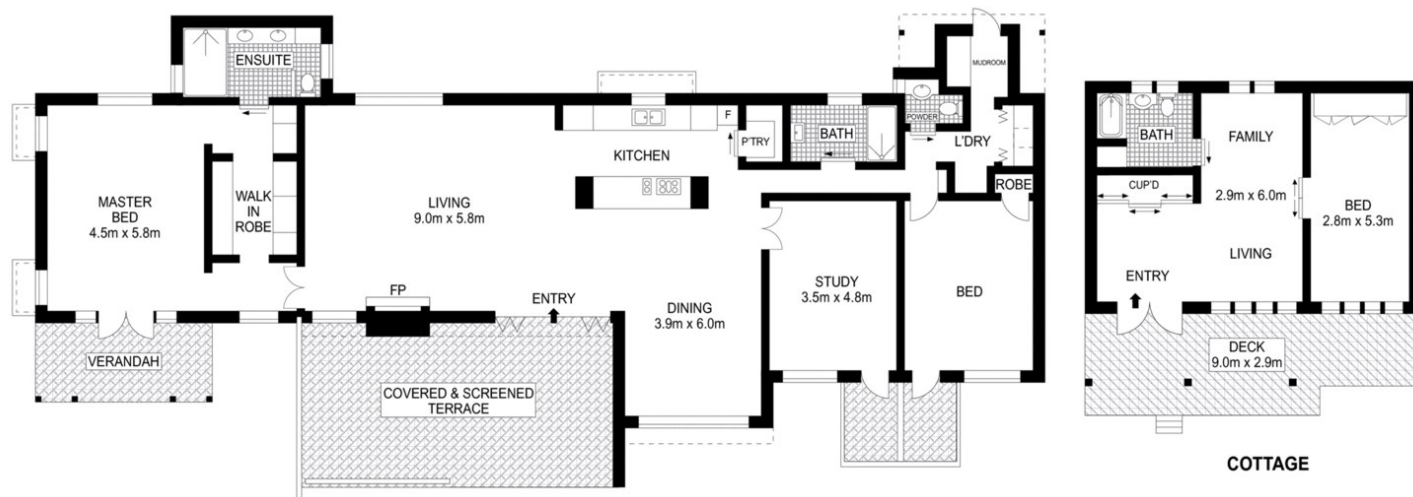 ENSUITE
MASTER
BED
4.5m x 5.8m
WALK
IN
ROBE
VERANDAH
LIVING
9.0m x 5.8m
FP
ENTRY
COVERED & SCREENED
TERRACE
KITCHEN
F
P'TRY
DINING
3.9m x 6.0m
BATH
POWDER
MUDROOM
L'DRY
ROBE
STUDY
3.5m x 4.8m
BED
BATH
FAMILY
2.9m x 6.0m
LIVING
CUP'D
ENTRY
BED
2.8m x 5.3m
DECK
9.0m x 2.9m
COTTAGE